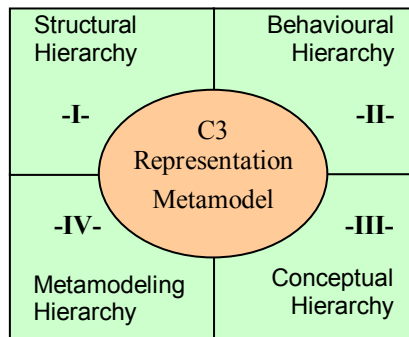 Structural
Hierarchy
-I-
Behavioural
Hierarchy
-II-
C3
Representation
Metamodel
-IV-
Metamodeling
Hierarchy
-III-
Conceptual
Hierarchy